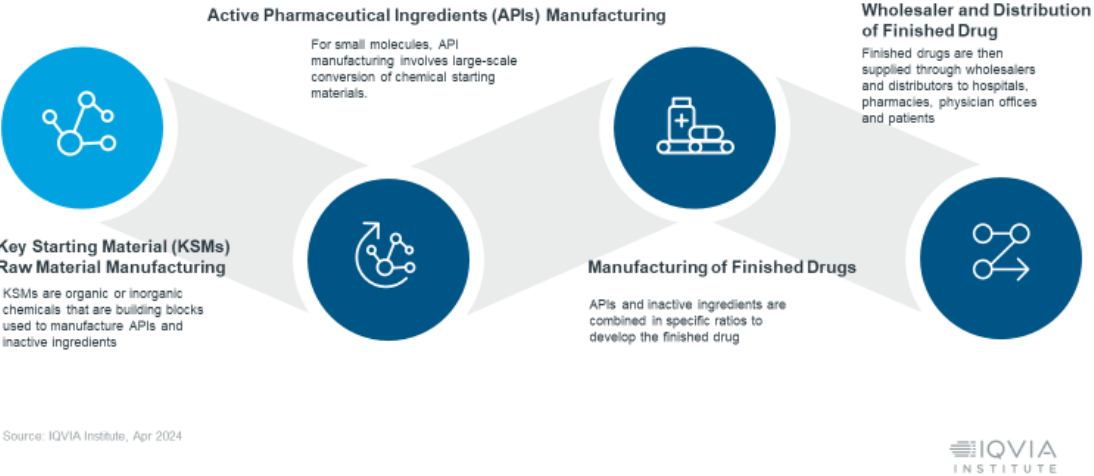 Active Pharmaceutical Ingredients (APIs) Manufacturing
For small molecules, API
manufacturing involves large-scale
conversion of chemical starting
materials.
Wholesaler and Distribution
of Finished Drug
Finished drugs are then
supplied through wholesalers
and distributors to hospitals,
pharmacies, physician offices
and patients
Key Starting Material (KSMs)
Raw Material Manufacturing
KSMs are organic or inorganic
chemicals that are building blocks
used to manufacture APIs and
inactive ingredients
Manufacturing of Finished Drugs
APIs and inactive ingredients are
combined in specific ratios to
develop the finished drug
Source: IQVIA Institute, Apr 2024
IQVIA
INSTITUTE